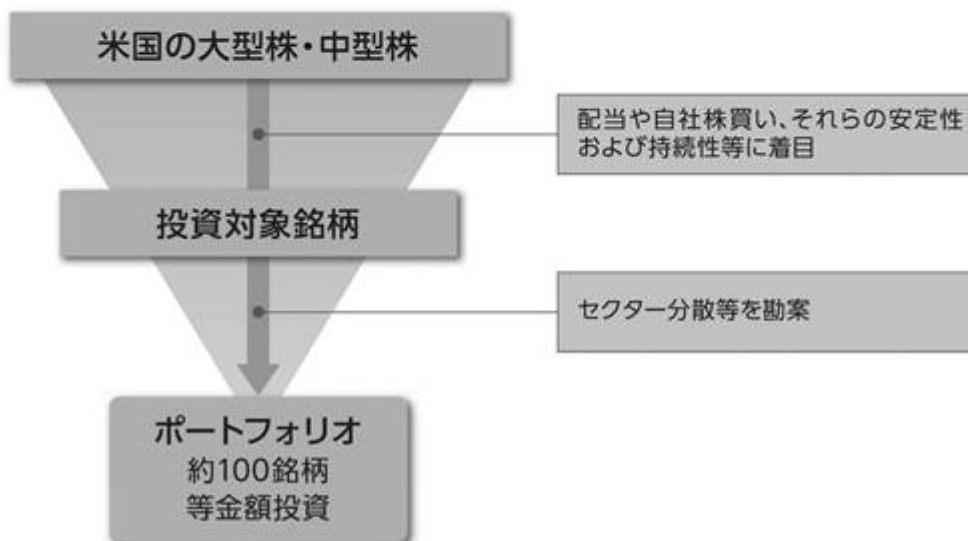 米国の大型株・中型株
配当や自社株買い、それらの安定性
および持続性等に着目
投資対象銘柄
セクター分散等を勘案
ポートフォリオ
約100銘柄
等金額投資